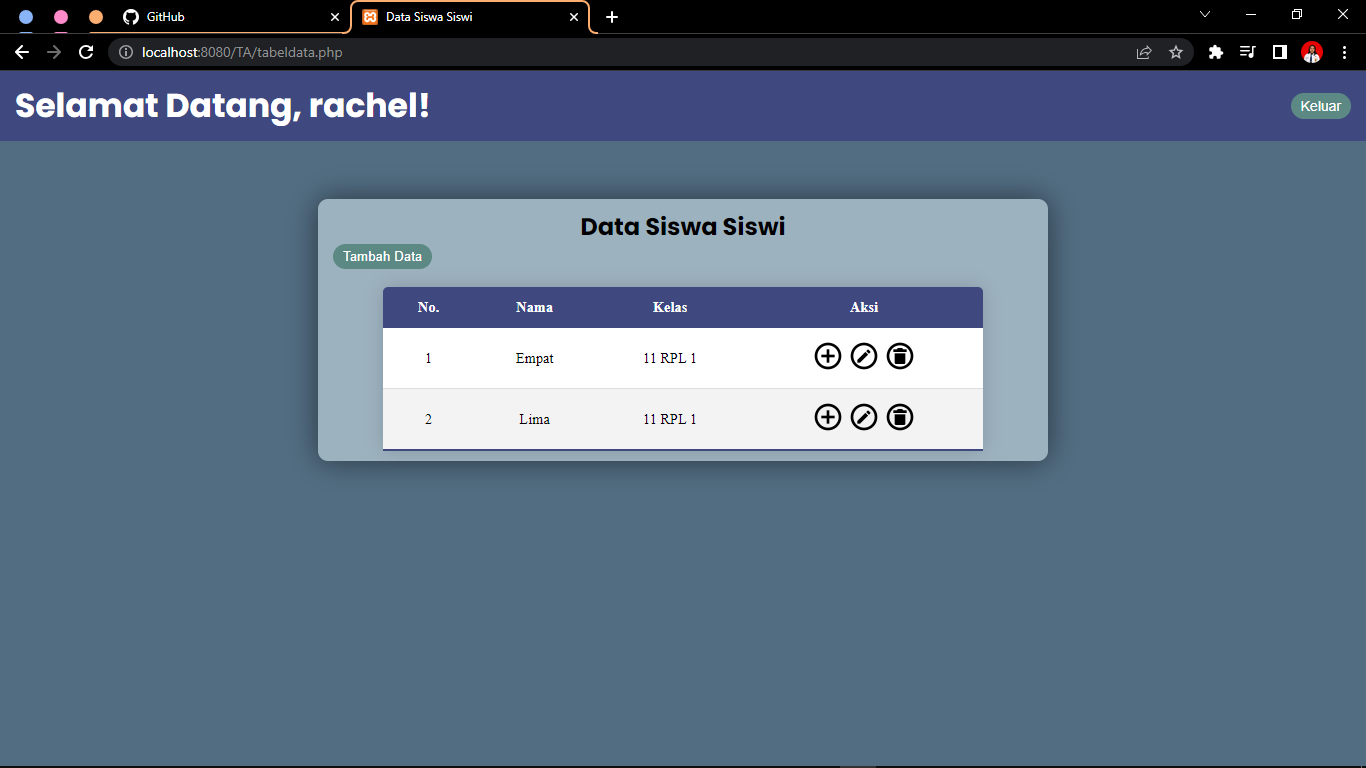 GitHub
Data Siswa Siswi
localhost:8080/TA/tabeldata.php
Selamat Datang, rachel!
Keluar
Data Siswa Siswi
Tambah Data
No. Nama Kelas Aksi
1 Empat 11 RPL 1
2 Lima 11 RPL 1